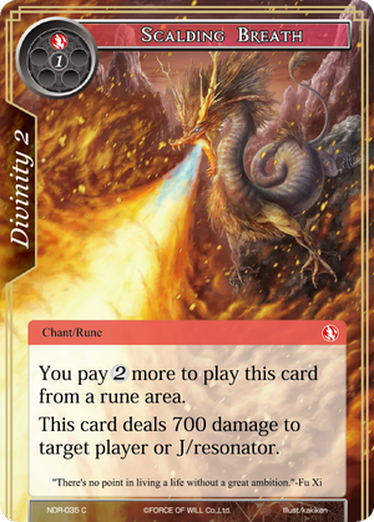 Scalding Breath
1
Divinity 2
Chant/Rune
You pay 2 more to play this card
from a rune area.
This card deals 700 damage to
target player or J/resonator.
"There's no point in living a life without a great ambition."-Fu Xi
NDR-035 C ©FORCE OF WILL Co.,Ltd. Illust/kakiken